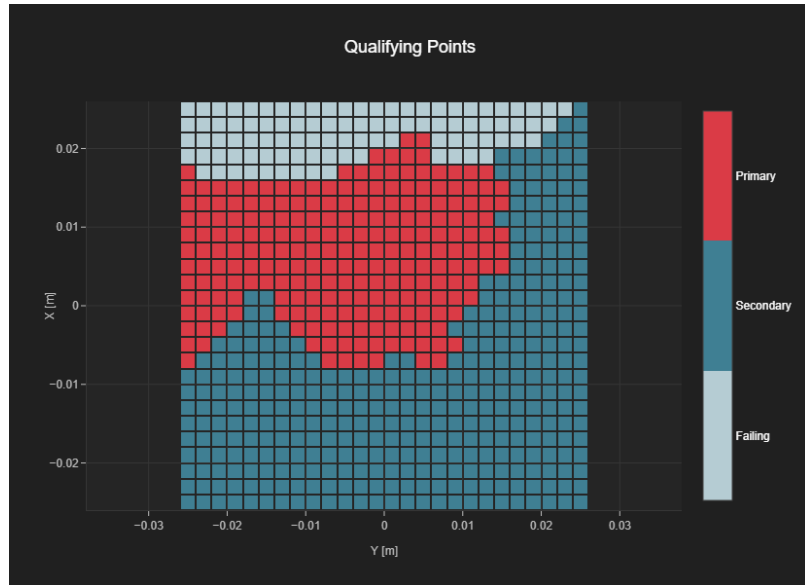 Qualifying Points
Primary
Secondary
Failing
0.02
0.01
0
−0.01
−0.02
X [m]
−0.03
−0.02
−0.01
0
0.01
0.02
0.03
Y [m]